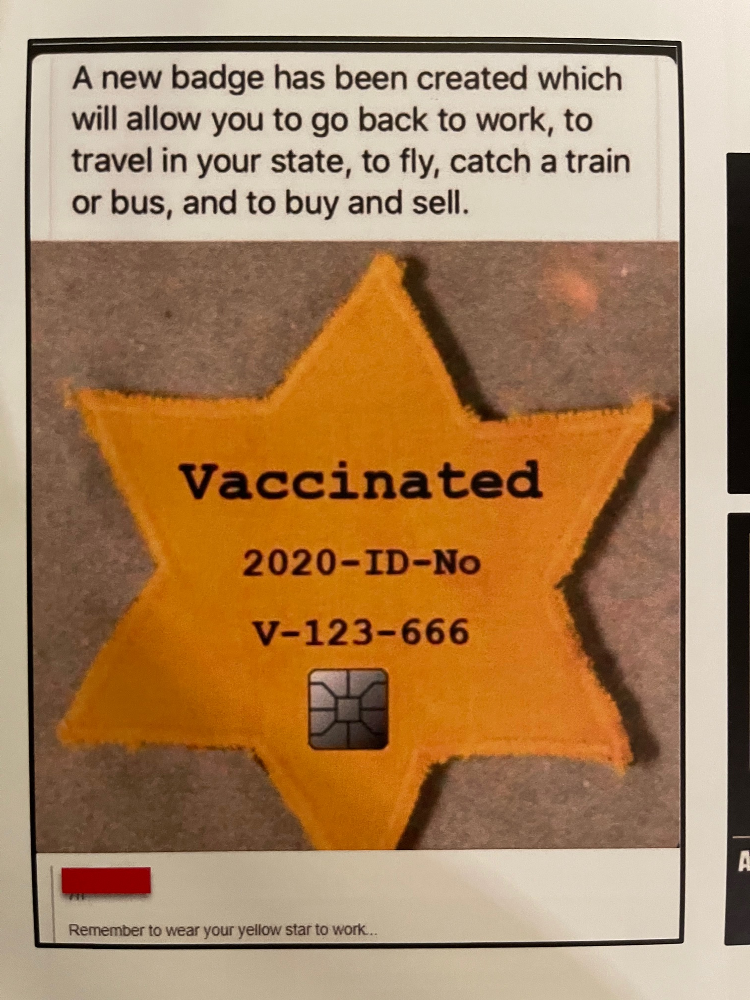 A new badge has been created which
will allow you to go back to work, to
travel in your state, to fly, catch a train
or bus, and to buy and sell.
Vaccinated
2020-ID-No
V-123-666
Remember to wear your yellow star to work...
A